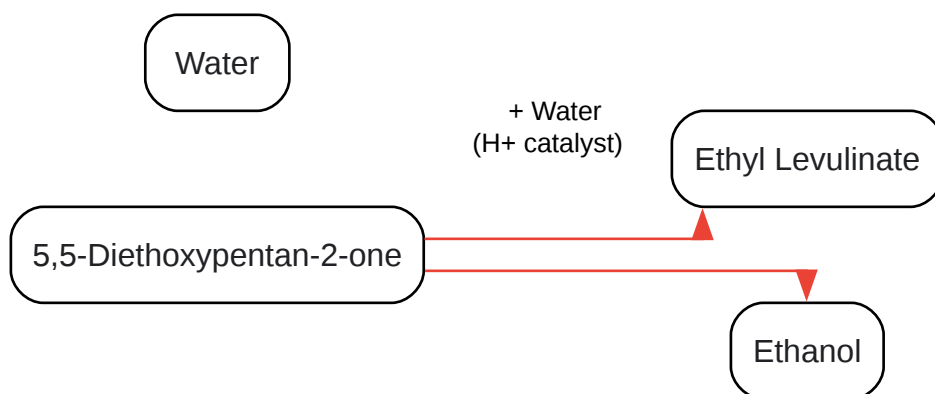 Water
+ Water
(H+ catalyst)
Ethyl Levulinate
5,5-Diethoxypentan-2-one
Ethanol